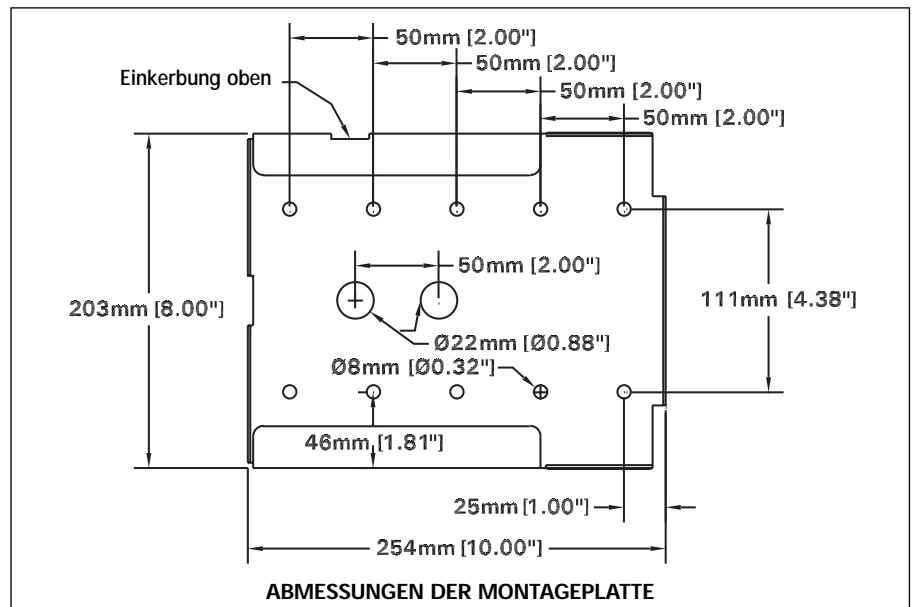 50mm [2.00"]
50mm [2.00"]
Einkerbung oben
50mm [2.00"]
50mm [2.00"]
50mm [2.00"]
203mm [8.00"]
111mm [4.38"]
Ø22mm [Ø0.88"]
Ø8mm [Ø0.32"]
46mm [1.81"]
25mm [1.00"]
254mm [10.00"]
ABMESSUNGEN DER MONTAGEPLATTE